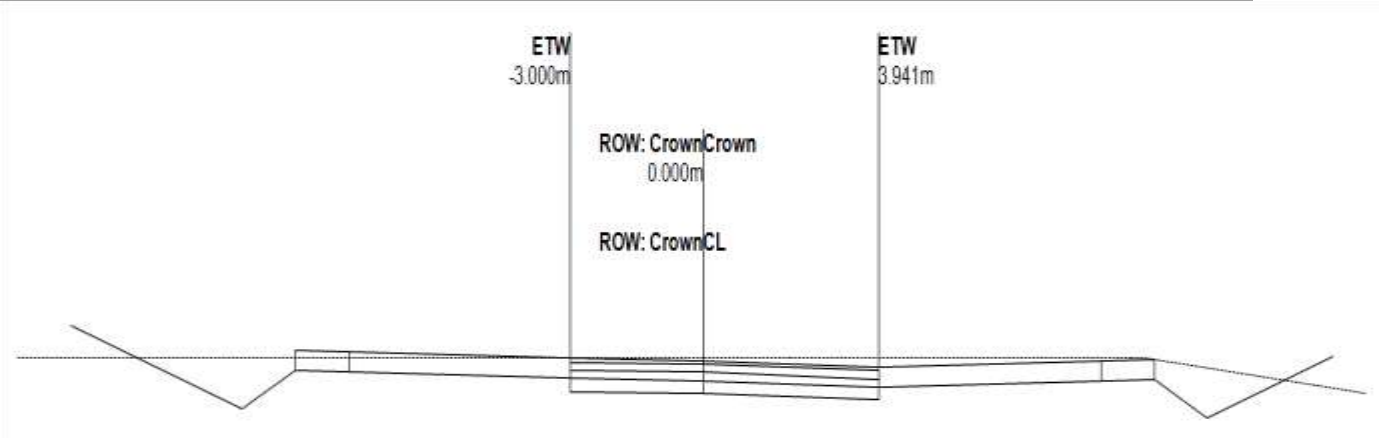 ETW
-3.000m
ETW
3.941m
ROW: CrownCrown
0.000m
ROW: CrownCL